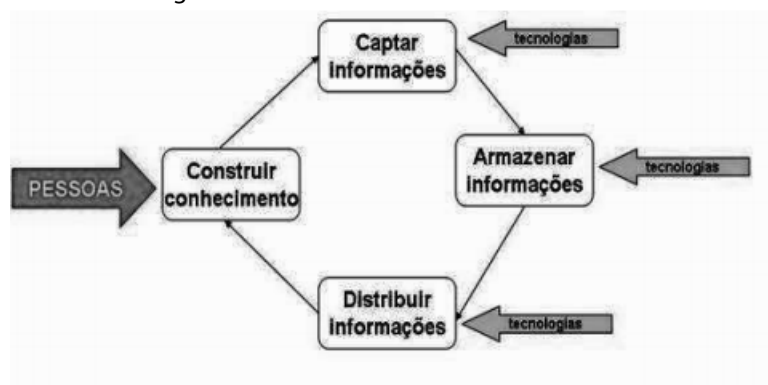 Captar
informações
tecnologias
Armazenar
informações
tecnologias
PESSOAS
Construir
conhecimento
Distribuir
informações
tecnologias